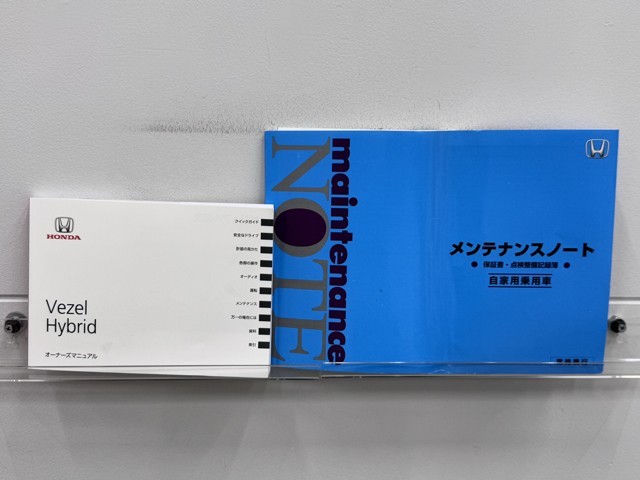 HONDA
Vezel
Hybrid
オーナーズマニュアル
クイックガイド
安全なドライブ
計器の見かた
各部の操作
オーディオ
運転
メンテナンス
万一の場合には
資料
索引
maintenance
NOTE
メンテナンスノート
● 保証書・点検整備記録簿 ●
自家用乗用車